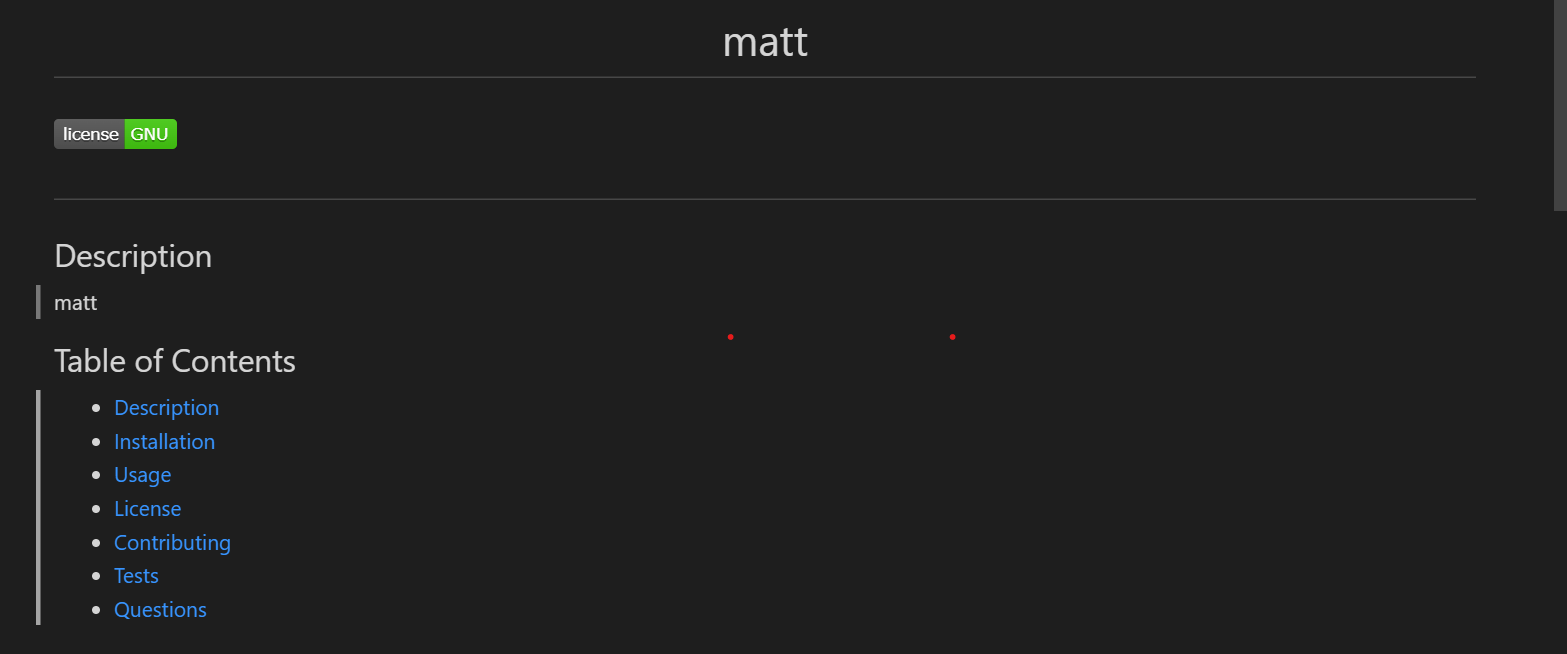 matt
license GNU
Description
matt
Table of Contents
Description
Installation
Usage
License
Contributing
Tests
Questions